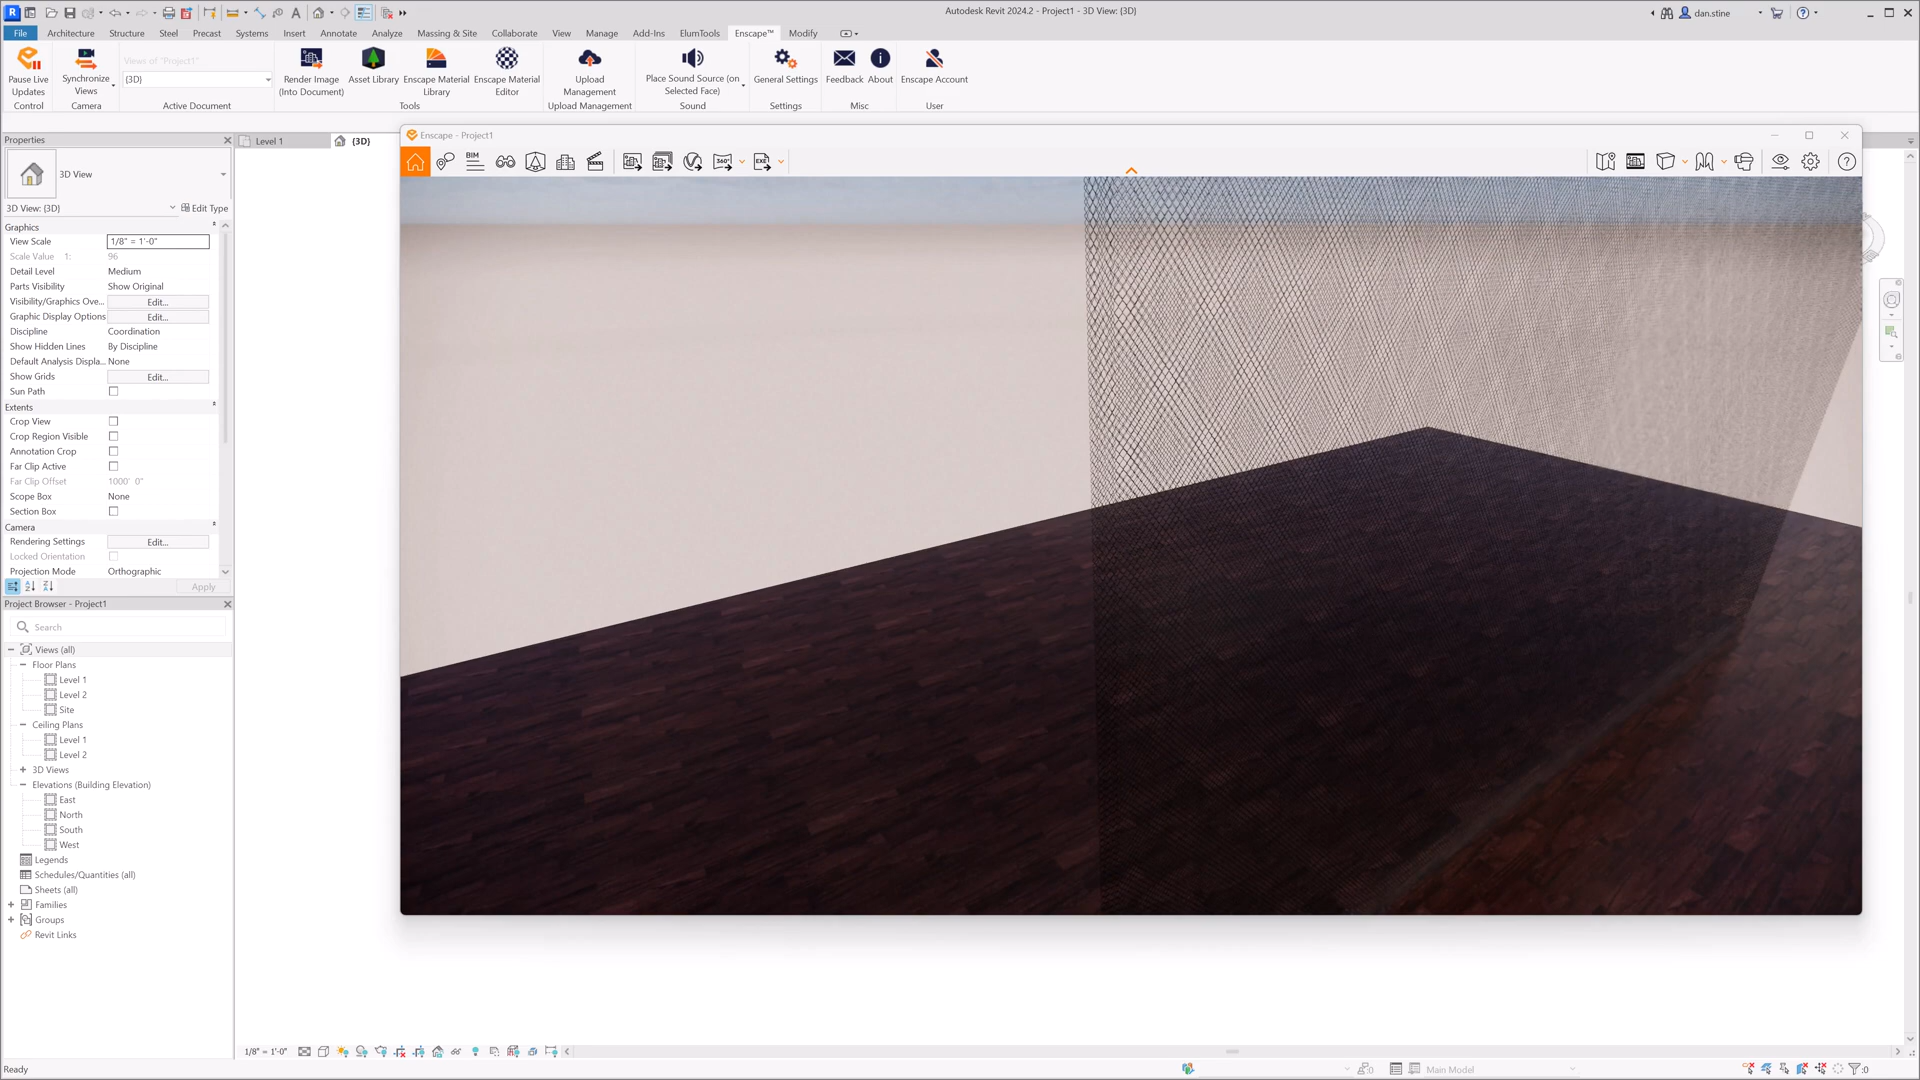 Autodesk Revit 2024.2 - Project1 - 3D View: {3D}
dan.stine
File Architecture Structure Steel Precast Systems Insert Annotate Analyze Massing & Site Collaborate View Manage Add-Ins ElumTools Enscape™ Modify
Views of "Project1"
{3D}
Pause Live Updates
Synchronize Views
Render Image (Into Document)
Asset Library
Enscape Material Library
Enscape Material Editor
Upload Management
Place Sound Source (on Selected Face)
General Settings
Feedback
About
Enscape Account
Control Camera Active Document Tools Upload Management Sound Settings Misc User
Properties
Level 1
{3D}
Enscape - Project1
BIM
360°
EXE
3D View
3D View: {3D}
Edit Type
Graphics
View Scale 1/8" = 1'-0"
Scale Value 1: 96
Detail Level Medium
Parts Visibility Show Original
Visibility/Graphics Ove... Edit...
Graphic Display Options Edit...
Discipline Coordination
Show Hidden Lines By Discipline
Default Analysis Displa... None
Show Grids Edit...
Sun Path
Extents
Crop View
Crop Region Visible
Annotation Crop
Far Clip Active
Far Clip Offset 1000' 0"
Scope Box None
Section Box
Camera
Rendering Settings Edit...
Locked Orientation
Projection Mode Orthographic
Apply
Project Browser - Project1
Search
Views (all)
Floor Plans
Level 1
Level 2
Site
Ceiling Plans
Level 1
Level 2
3D Views
Elevations (Building Elevation)
East
North
South
West
Legends
Schedules/Quantities (all)
Sheets (all)
Families
Groups
Revit Links
1/8" = 1'-0"
Ready
:0
Main Model
:0